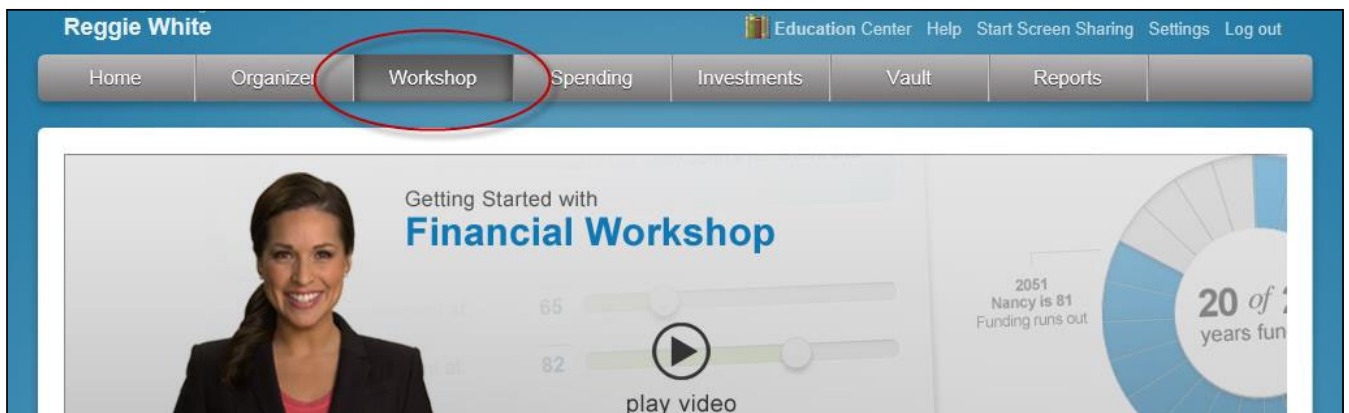 Reggie White
Education Center Help Start Screen Sharing Settings Log out
Home Organizer Workshop Spending Investments Vault Reports
Getting Started with
Financial Workshop
65
82
play video
2051
Nancy is 81
Funding runs out
20 of
years